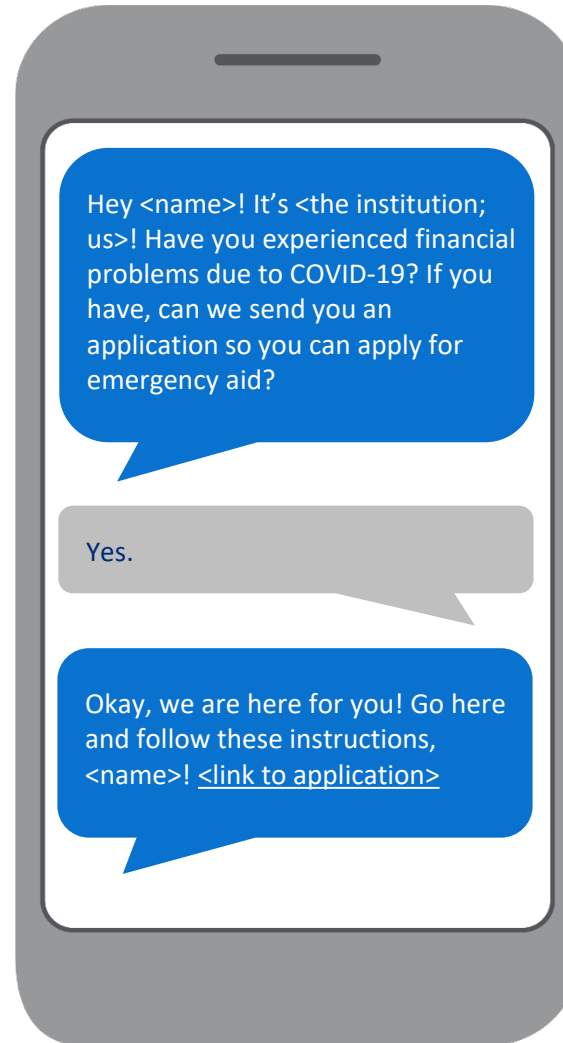 Hey <name>! It’s <the institution;
us>! Have you experienced financial
problems due to COVID-19? If you
have, can we send you an
application so you can apply for
emergency aid?
Yes.
Okay, we are here for you! Go here
and follow these instructions,
<name>! <link to application>